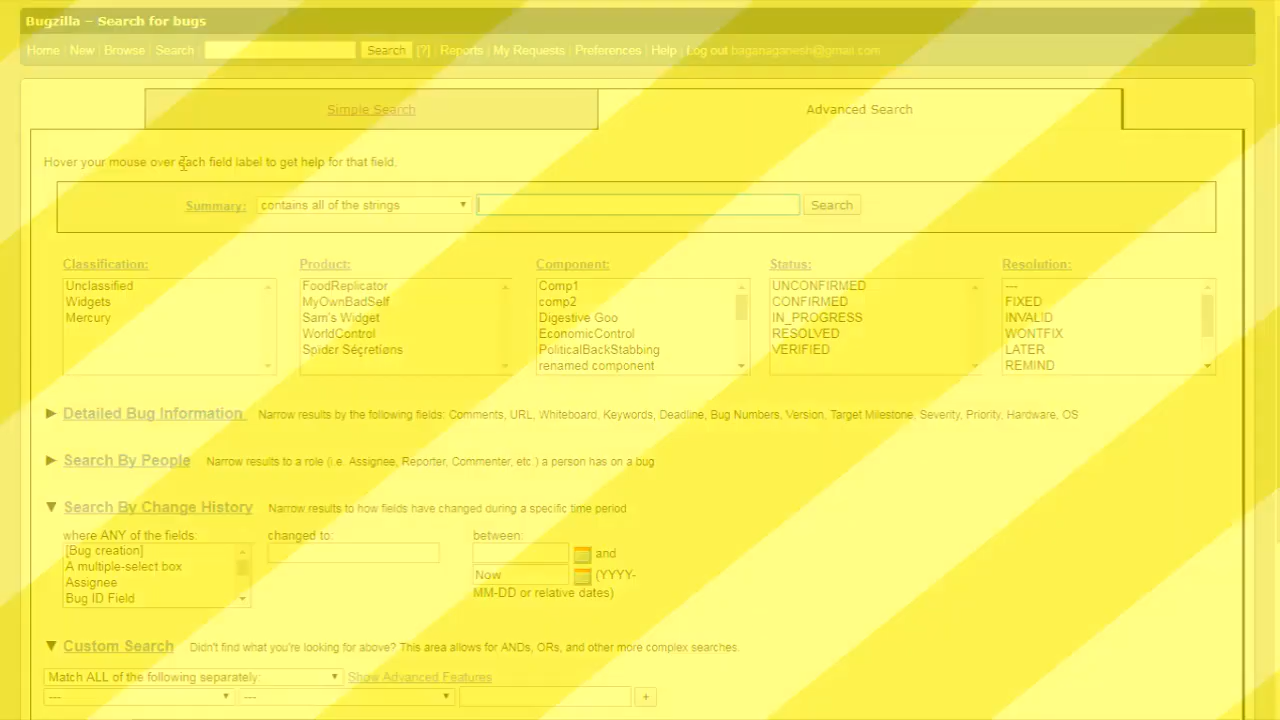 Bugzilla – Search for bugs
Home | New | Browse | Search | Search [?] | Reports | My Requests | Preferences | Help | Log out baganaganesh@gmail.com
Simple Search Advanced Search
Hover your mouse over each field label to get help for that field.
Summary: contains all of the strings Search
Classification: Product: Component: Status: Resolution:
Unclassified FoodReplicator Comp1 UNCONFIRMED ---
Widgets MyOwnBadSelf comp2 CONFIRMED FIXED
Mercury Sam's Widget Digestive Goo IN_PROGRESS INVALID
WorldControl EconomicControl RESOLVED WONTFIX
Spider Séçretíøns PoliticalBackStabbing VERIFIED LATER
renamed component REMIND
Detailed Bug Information Narrow results by the following fields: Comments, URL, Whiteboard, Keywords, Deadline, Bug Numbers, Version, Target Milestone, Severity, Priority, Hardware, OS
Search By People Narrow results to a role (i.e. Assignee, Reporter, Commenter, etc.) a person has on a bug
Search By Change History Narrow results to how fields have changed during a specific time period
where ANY of the fields: changed to: between:
[Bug creation] and
A multiple-select box Now (YYYY-
Assignee MM-DD or relative dates)
Bug ID Field
Custom Search Didn't find what you're looking for above? This area allows for ANDs, ORs, and other more complex searches.
Match ALL of the following separately: Show Advanced Features
--- --- +